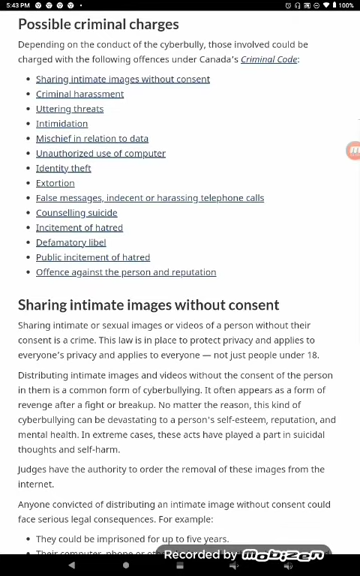 5:43 PM
100%
Possible criminal charges
Depending on the conduct of the cyberbully, those involved could be
charged with the following offences under Canada's Criminal Code:
• Sharing intimate images without consent
• Criminal harassment
• Uttering threats
• Intimidation
• Mischief in relation to data
• Unauthorized use of computer
• Identity theft
• Extortion
• False messages, indecent or harassing telephone calls
• Counselling suicide
• Incitement of hatred
• Defamatory libel
• Public incitement of hatred
• Offence against the person and reputation
Sharing intimate images without consent
Sharing intimate or sexual images or videos of a person without their
consent is a crime. This law is in place to protect privacy and applies to
everyone's privacy and applies to everyone — not just people under 18.
Distributing intimate images and videos without the consent of the person
in them is a common form of cyberbullying. It often appears as a form of
revenge after a fight or breakup. No matter the reason, this kind of
cyberbullying can be devastating to a person's self-esteem, reputation, and
mental health. In extreme cases, these acts have played a part in suicidal
thoughts and self-harm.
Judges have the authority to order the removal of these images from the
internet.
Anyone convicted of distributing an intimate image without consent could
face serious legal consequences. For example:
• They could be imprisoned for up to five years.
• Their computer, phone or
Recorded by Mobizen